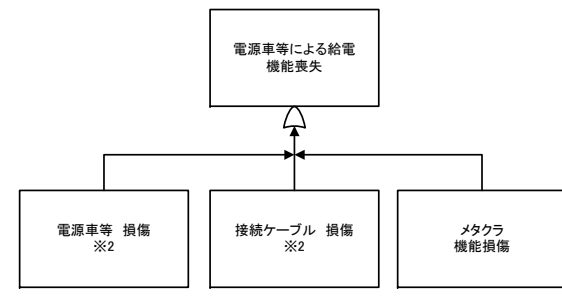 電源車等による給電
機能喪失
電源車等 損傷
※2
接続ケーブル 損傷
※2
メタクラ
機能損傷